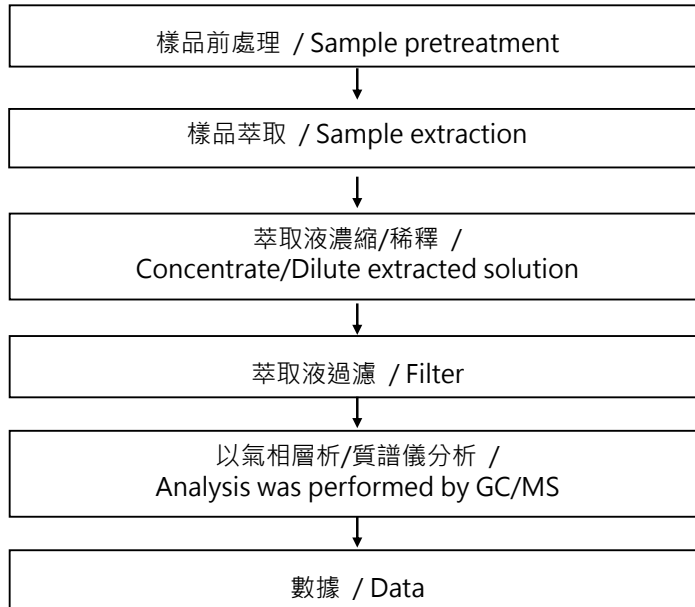 樣品前處理 / Sample pretreatment
樣品萃取 / Sample extraction
萃取液濃縮/稀釋 /
Concentrate/Dilute extracted solution
萃取液過濾 / Filter
以氣相層析/質譜儀分析 /
Analysis was performed by GC/MS
數據 / Data